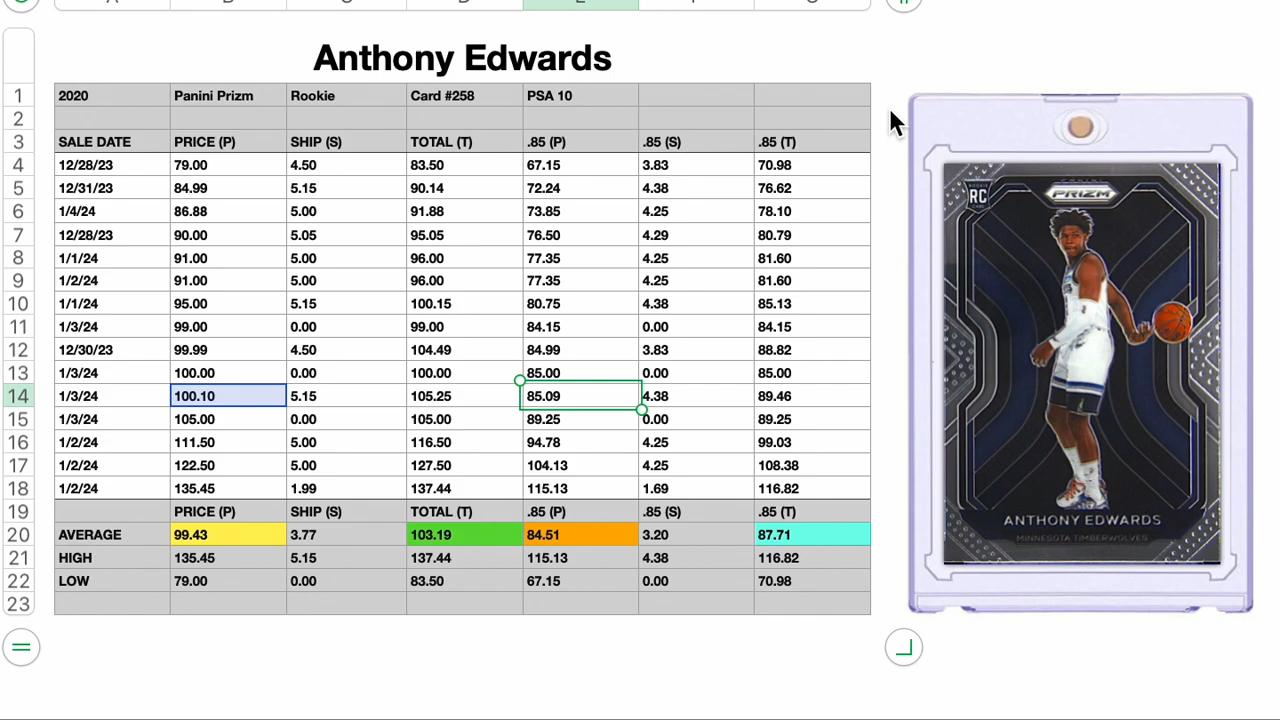 Anthony Edwards
1 2020 Panini Prizm Rookie Card #258 PSA 10
2
3 SALE DATE PRICE (P) SHIP (S) TOTAL (T) .85 (P) .85 (S) .85 (T)
4 12/28/23 79.00 4.50 83.50 67.15 3.83 70.98
5 12/31/23 84.99 5.15 90.14 72.24 4.38 76.62
6 1/4/24 86.88 5.00 91.88 73.85 4.25 78.10
7 12/28/23 90.00 5.05 95.05 76.50 4.29 80.79
8 1/1/24 91.00 5.00 96.00 77.35 4.25 81.60
9 1/2/24 91.00 5.00 96.00 77.35 4.25 81.60
10 1/1/24 95.00 5.15 100.15 80.75 4.38 85.13
11 1/3/24 99.00 0.00 99.00 84.15 0.00 84.15
12 12/30/23 99.99 4.50 104.49 84.99 3.83 88.82
13 1/3/24 100.00 0.00 100.00 85.00 0.00 85.00
14 1/3/24 100.10 5.15 105.25 85.09 4.38 89.46
15 1/3/24 105.00 0.00 105.00 89.25 0.00 89.25
16 1/2/24 111.50 5.00 116.50 94.78 4.25 99.03
17 1/2/24 122.50 5.00 127.50 104.13 4.25 108.38
18 1/2/24 135.45 1.99 137.44 115.13 1.69 116.82
19 PRICE (P) SHIP (S) TOTAL (T) .85 (P) .85 (S) .85 (T)
20 AVERAGE 99.43 3.77 103.19 84.51 3.20 87.71
21 HIGH 135.45 5.15 137.44 115.13 4.38 116.82
22 LOW 79.00 0.00 83.50 67.15 0.00 70.98
23
PANINI
PRIZM
ROOKIE
RC
ANTHONY EDWARDS
MINNESOTA TIMBERWOLVES